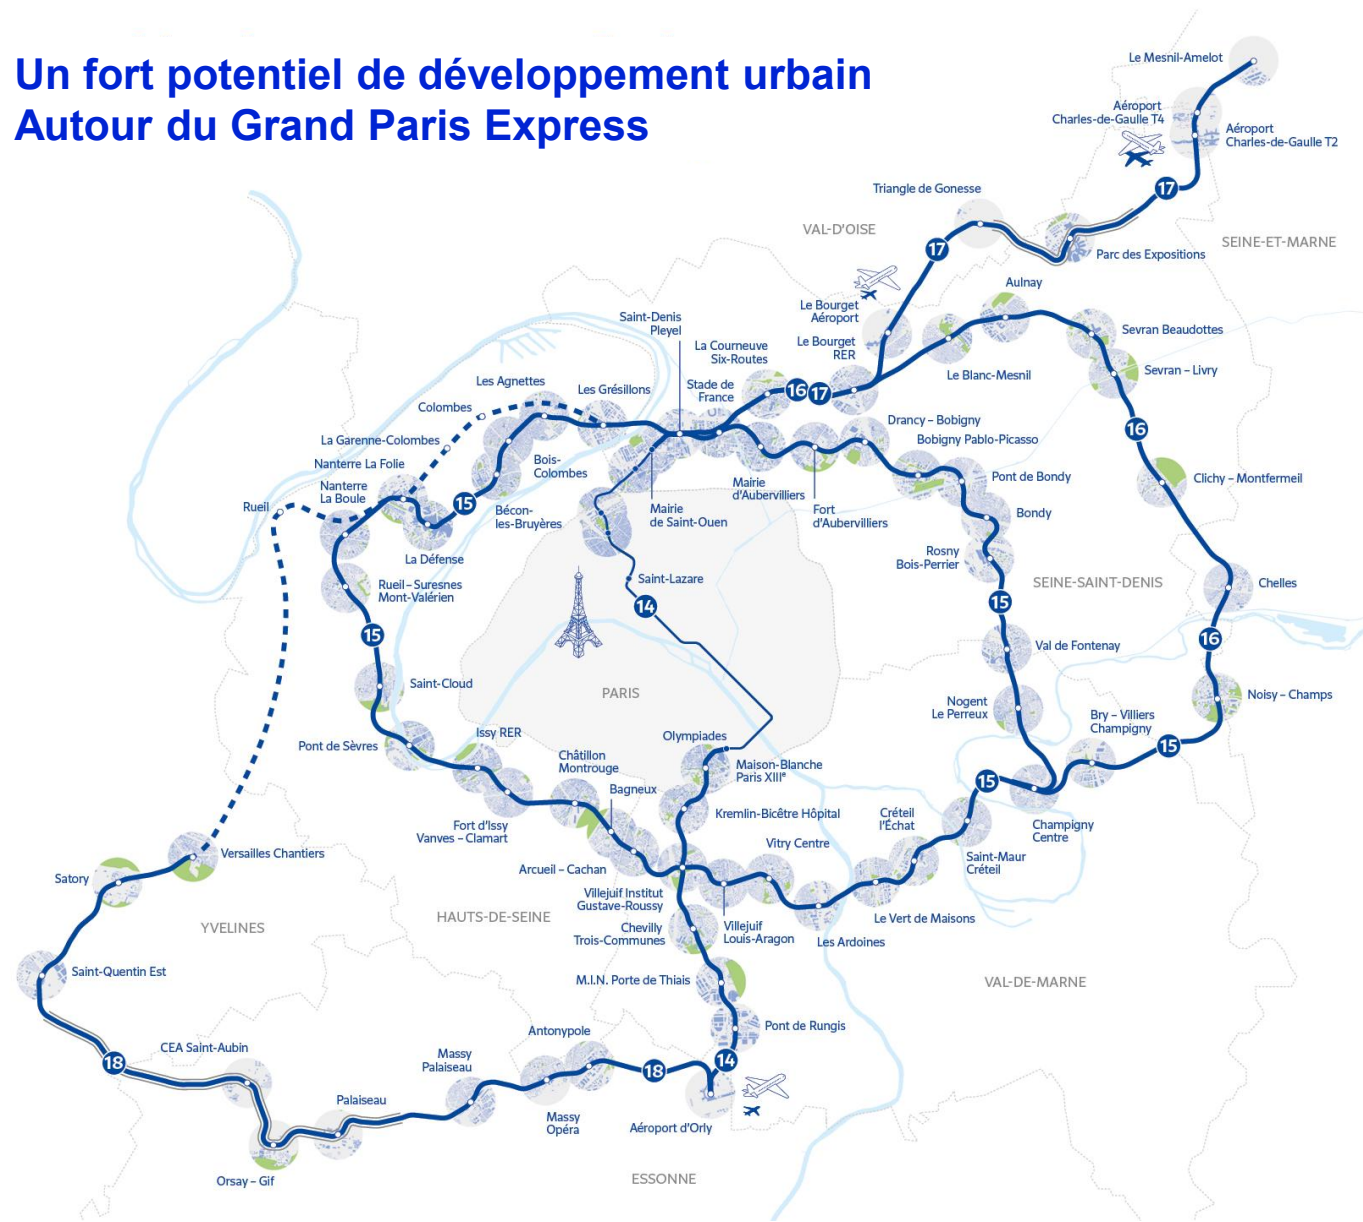 Un fort potentiel de développement urbain
Autour du Grand Paris Express
Le Mesnil-Amelot
Aéroport
Charles-de-Gaulle T4
Aéroport
Charles-de-Gaulle T2
17
Triangle de Gonesse
VAL-D'OISE
17
SEINE-ET-MARNE
Parc des Expositions
Aulnay
Le Bourget
Aéroport
Saint-Denis
Pleyel
Sevran Beaudottes
La Courneuve
Six-Routes
Le Bourget
RER
Le Blanc-Mesnil
Sevran – Livry
Les Agnettes
Les Grésillons
Stade de
France
16
17
Colombes
Drancy – Bobigny
16
La Garenne-Colombes
Bobigny Pablo-Picasso
Nanterre La Folie
Bois-
Colombes
Pont de Bondy
Clichy – Montfermeil
Nanterre
La Boule
Mairie
d'Aubervilliers
Rueil
15
Bécon-
les-Bruyères
Mairie
de Saint-Ouen
Fort
d'Aubervilliers
Bondy
La Défense
Rosny
Bois-Perrier
Saint-Lazare
SEINE-SAINT-DENIS
Chelles
Rueil – Suresnes
Mont-Valérien
14
15
15
16
Val de Fontenay
Saint-Cloud
PARIS
Noisy – Champs
Nogent
Le Perreux
Bry – Villiers
Champigny
Pont de Sèvres
Issy RER
Olympiades
15
Châtillon
Montrouge
Maison-Blanche
Paris XIIIe
15
Bagneux
Kremlin-Bicêtre Hôpital
Créteil
l'Échat
Fort d'Issy
Vanves – Clamart
Champigny
Centre
Vitry Centre
Versailles Chantiers
Saint-Maur
Créteil
Arcueil – Cachan
Satory
Villejuif Institut
Gustave-Roussy
HAUTS-DE-SEINE
Le Vert de Maisons
YVELINES
Chevilly
Trois-Communes
Villejuif
Louis-Aragon
Les Ardoines
Saint-Quentin Est
M.I.N. Porte de Thiais
VAL-DE-MARNE
Pont de Rungis
Antonypole
CEA Saint-Aubin
Massy
Palaiseau
18
18
14
Palaiseau
Massy
Opéra
Aéroport d'Orly
Orsay – Gif
ESSONNE